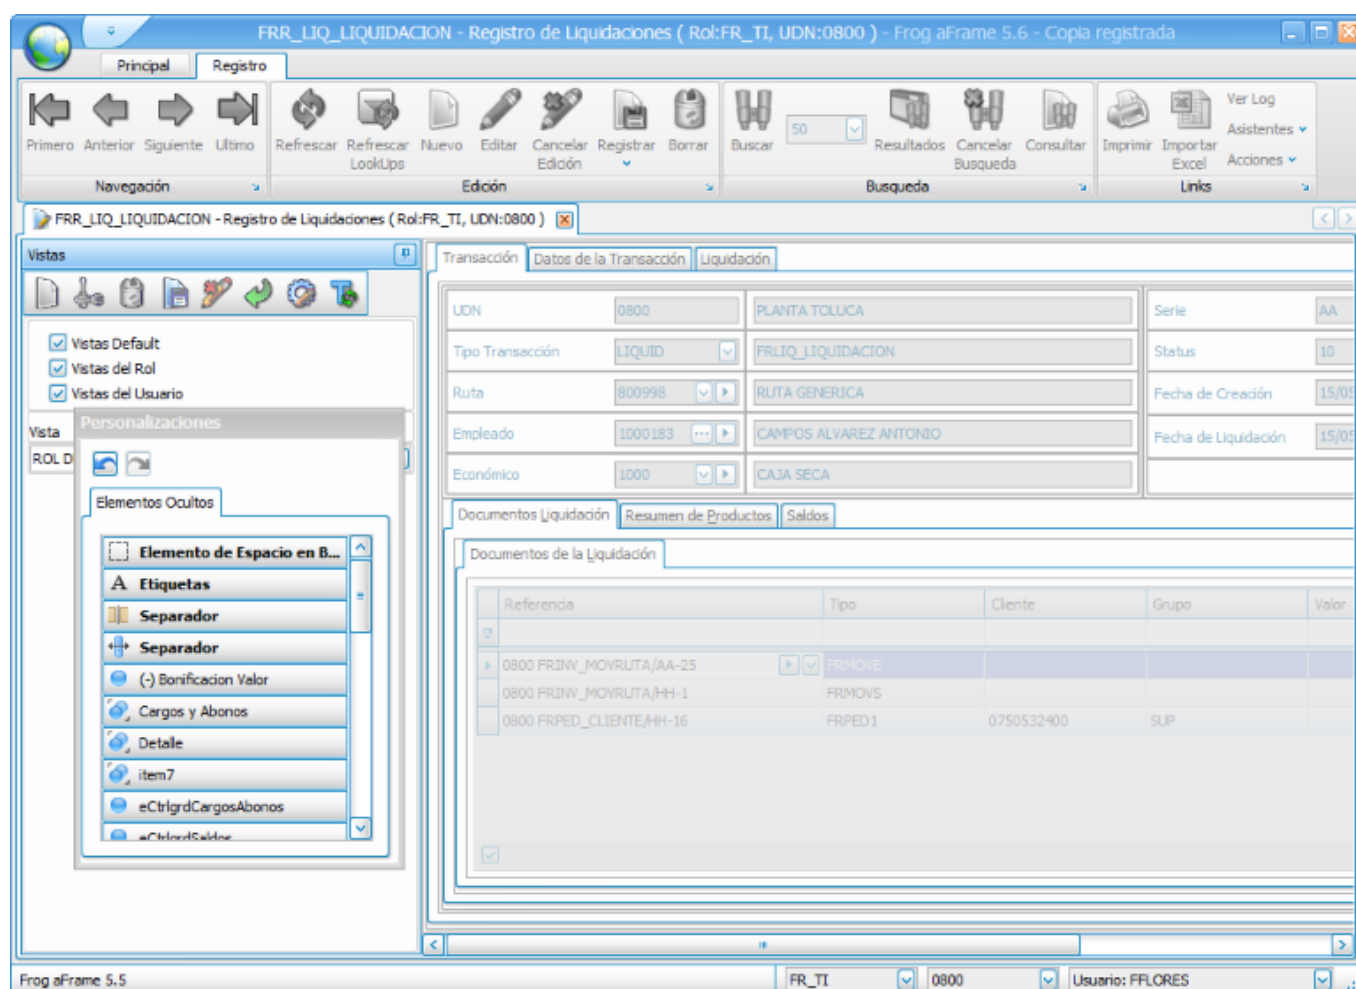 FRR_LIQ_LIQUIDACION - Registro de Liquidaciones ( Rol:FR_TI, UDN:0800 ) - Frog aFrame 5.6 - Copia registrada
Principal Registro
Primero Anterior Siguiente Ultimo Refrescar Refrescar LookUps Nuevo Editar Cancelar Edición Registrar Borrar Buscar 50 Resultados Cancelar Busqueda Consultar Imprimir Importar Excel Ver Log Asistentes Acciones
Navegación Edición Busqueda Links
FRR_LIQ_LIQUIDACION - Registro de Liquidaciones ( Rol:FR_TI, UDN:0800 )
Vistas
Vistas Default
Vistas del Rol
Vistas del Usuario
Vista
ROL D
Personalizaciones
Elementos Ocultos
Elemento de Espacio en B...
A Etiquetas
Separador
Separador
(-) Bonificacion Valor
Cargos y Abonos
Detalle
item7
eCtrlgrdCargosAbonos
eCtrlgrdSaldos
Transacción Datos de la Transacción Liquidación
UDN 0800 PLANTA TOLUCA Serie AA
Tipo Transacción LIQUID FRLIQ_LIQUIDACION Status 10
Ruta 800998 RUTA GENERICA Fecha de Creación 15/05
Empleado 1000183 CAMPOS ALVAREZ ANTONIO Fecha de Liquidación 15/05
Económico 1000 CAJA SECA
Documentos Liquidación Resumen de Productos Saldos
Documentos de la Liquidación
Referencia Tipo Cliente Grupo Valor
0800 FRINV_MOVRUTA/AA-25 FRMOVE
0800 FRINV_MOVRUTA/HH-1 FRMOVS
0800 FRPED_CLIENTE/HH-16 FRPED1 0750532400 SUP
Frog aFrame 5.5 FR_TI 0800 Usuario: FFLORES